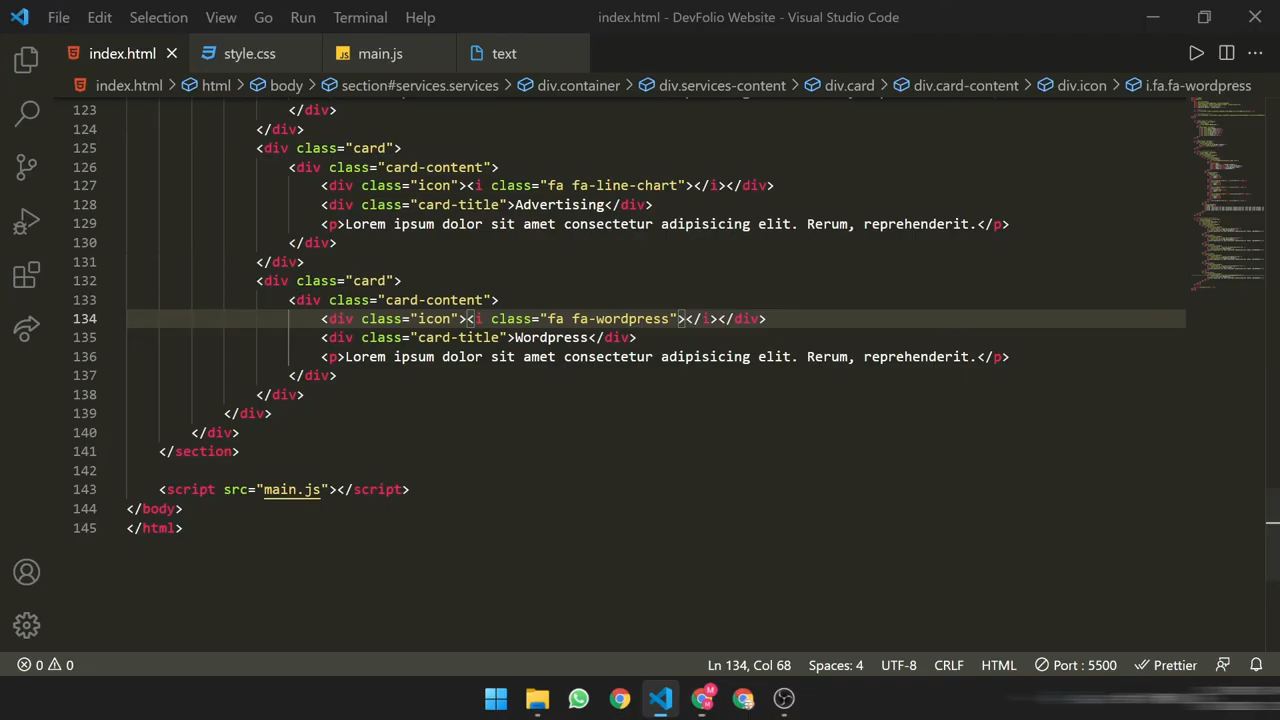 File Edit Selection View Go Run Terminal Help index.html - DevFolio Website - Visual Studio Code
index.html style.css JS main.js text
index.html > html > body > section#services.services > div.container > div.services-content > div.card > div.card-content > div.icon > i.fa.fa-wordpress
123 </div>
124 </div>
125 <div class="card">
126 <div class="card-content">
127 <div class="icon"><i class="fa fa-line-chart"></i></div>
128 <div class="card-title">Advertising</div>
129 <p>Lorem ipsum dolor sit amet consectetur adipisicing elit. Rerum, reprehenderit.</p>
130 </div>
131 </div>
132 <div class="card">
133 <div class="card-content">
134 <div class="icon"><i class="fa fa-wordpress"></i></div>
135 <div class="card-title">Wordpress</div>
136 <p>Lorem ipsum dolor sit amet consectetur adipisicing elit. Rerum, reprehenderit.</p>
137 </div>
138 </div>
139 </div>
140 </div>
141 </section>
142
143 <script src="main.js"></script>
144 </body>
145 </html>
0 0 Ln 134, Col 68 Spaces: 4 UTF-8 CRLF HTML Port : 5500 Prettier
M